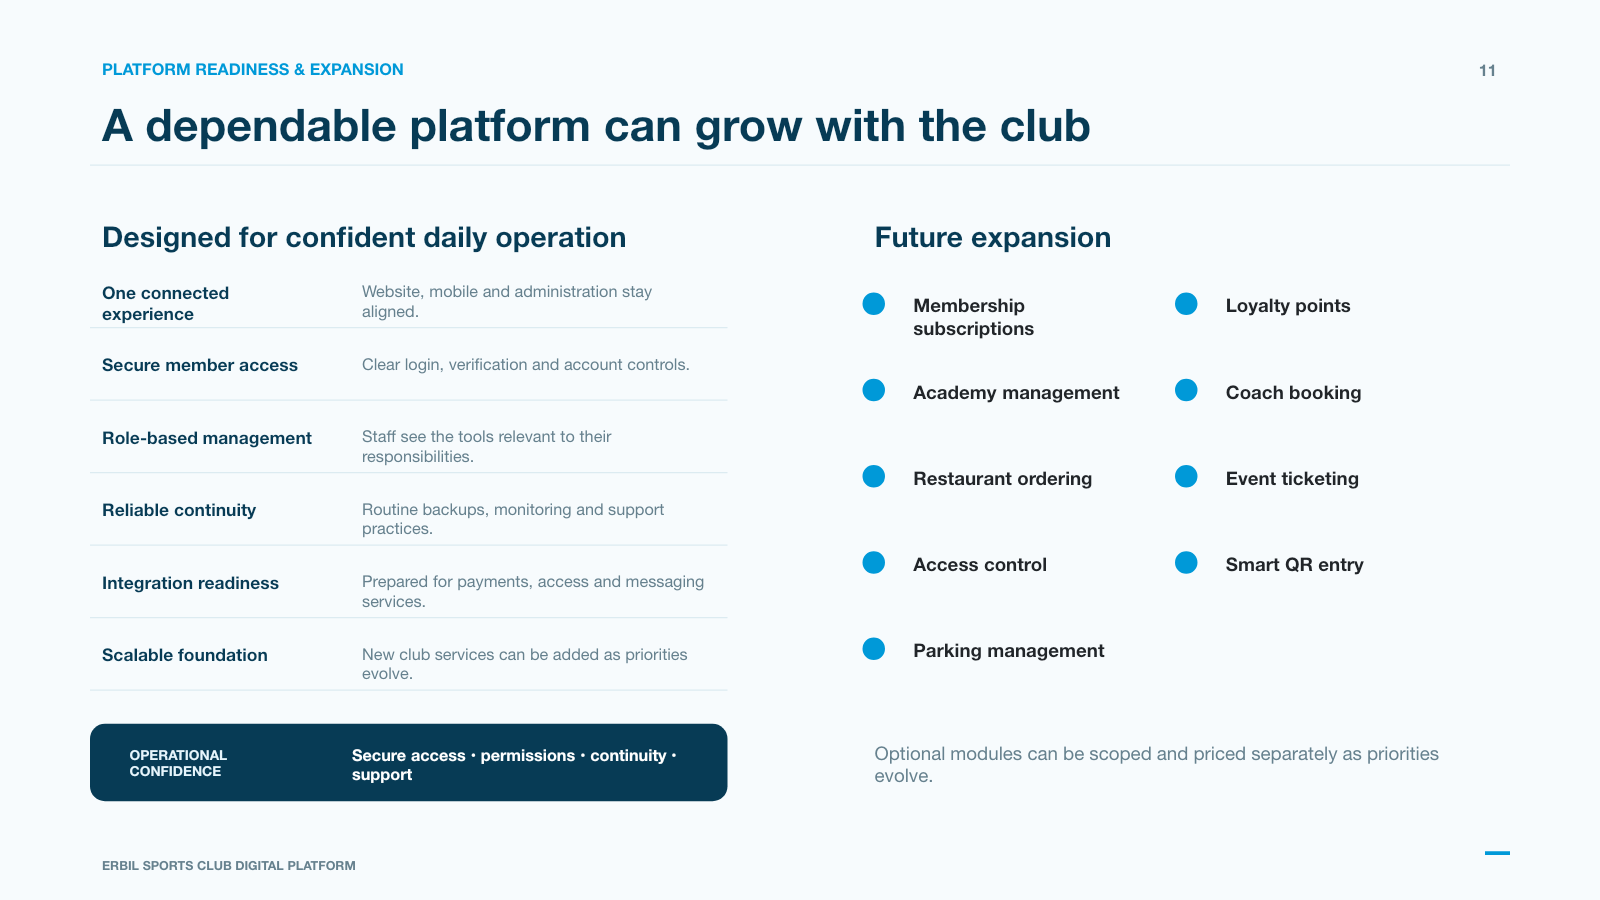 PLATFORM READINESS & EXPANSION
11
A dependable platform can grow with the club
Designed for confident daily operation
One connected
experience
Website, mobile and administration stay
aligned.
Secure member access
Clear login, verification and account controls.
Role-based management
Staff see the tools relevant to their
responsibilities.
Reliable continuity
Routine backups, monitoring and support
practices.
Integration readiness
Prepared for payments, access and messaging
services.
Scalable foundation
New club services can be added as priorities
evolve.
OPERATIONAL
CONFIDENCE
Secure access • permissions • continuity •
support
Future expansion
Membership
subscriptions
Loyalty points
Academy management
Coach booking
Restaurant ordering
Event ticketing
Access control
Smart QR entry
Parking management
Optional modules can be scoped and priced separately as priorities
evolve.
ERBIL SPORTS CLUB DIGITAL PLATFORM